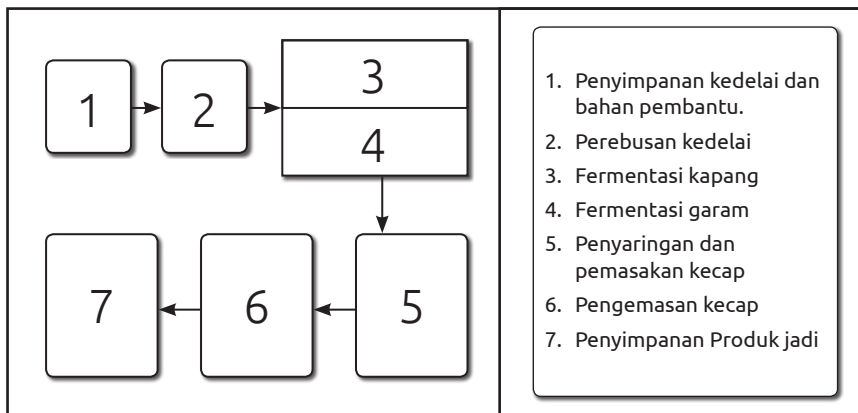 1
2
3
4
7
6
5
1. Penyimpanan kedelai dan
bahan pembantu.
2. Perebusan kedelai
3. Fermentasi kapang
4. Fermentasi garam
5. Penyaringan dan
pemasakan kecap
6. Pengemasan kecap
7. Penyimpanan Produk jadi